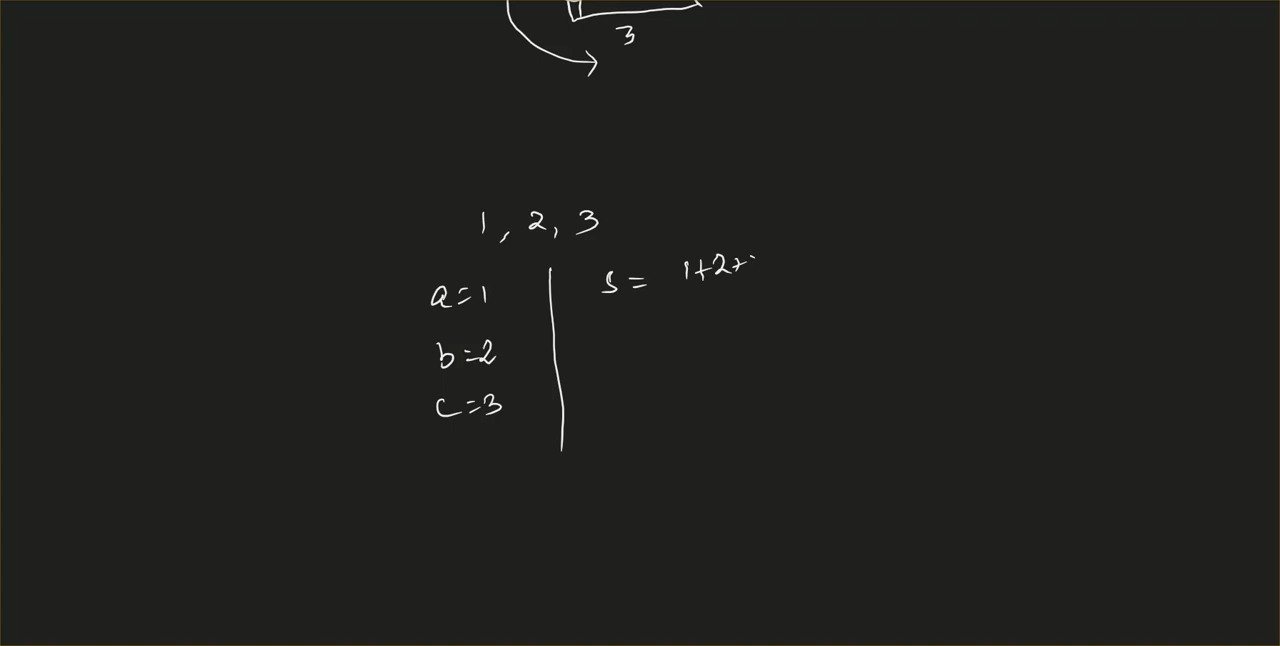 3
1, 2, 3
a=1
s= 1+2+
b=2
c=3